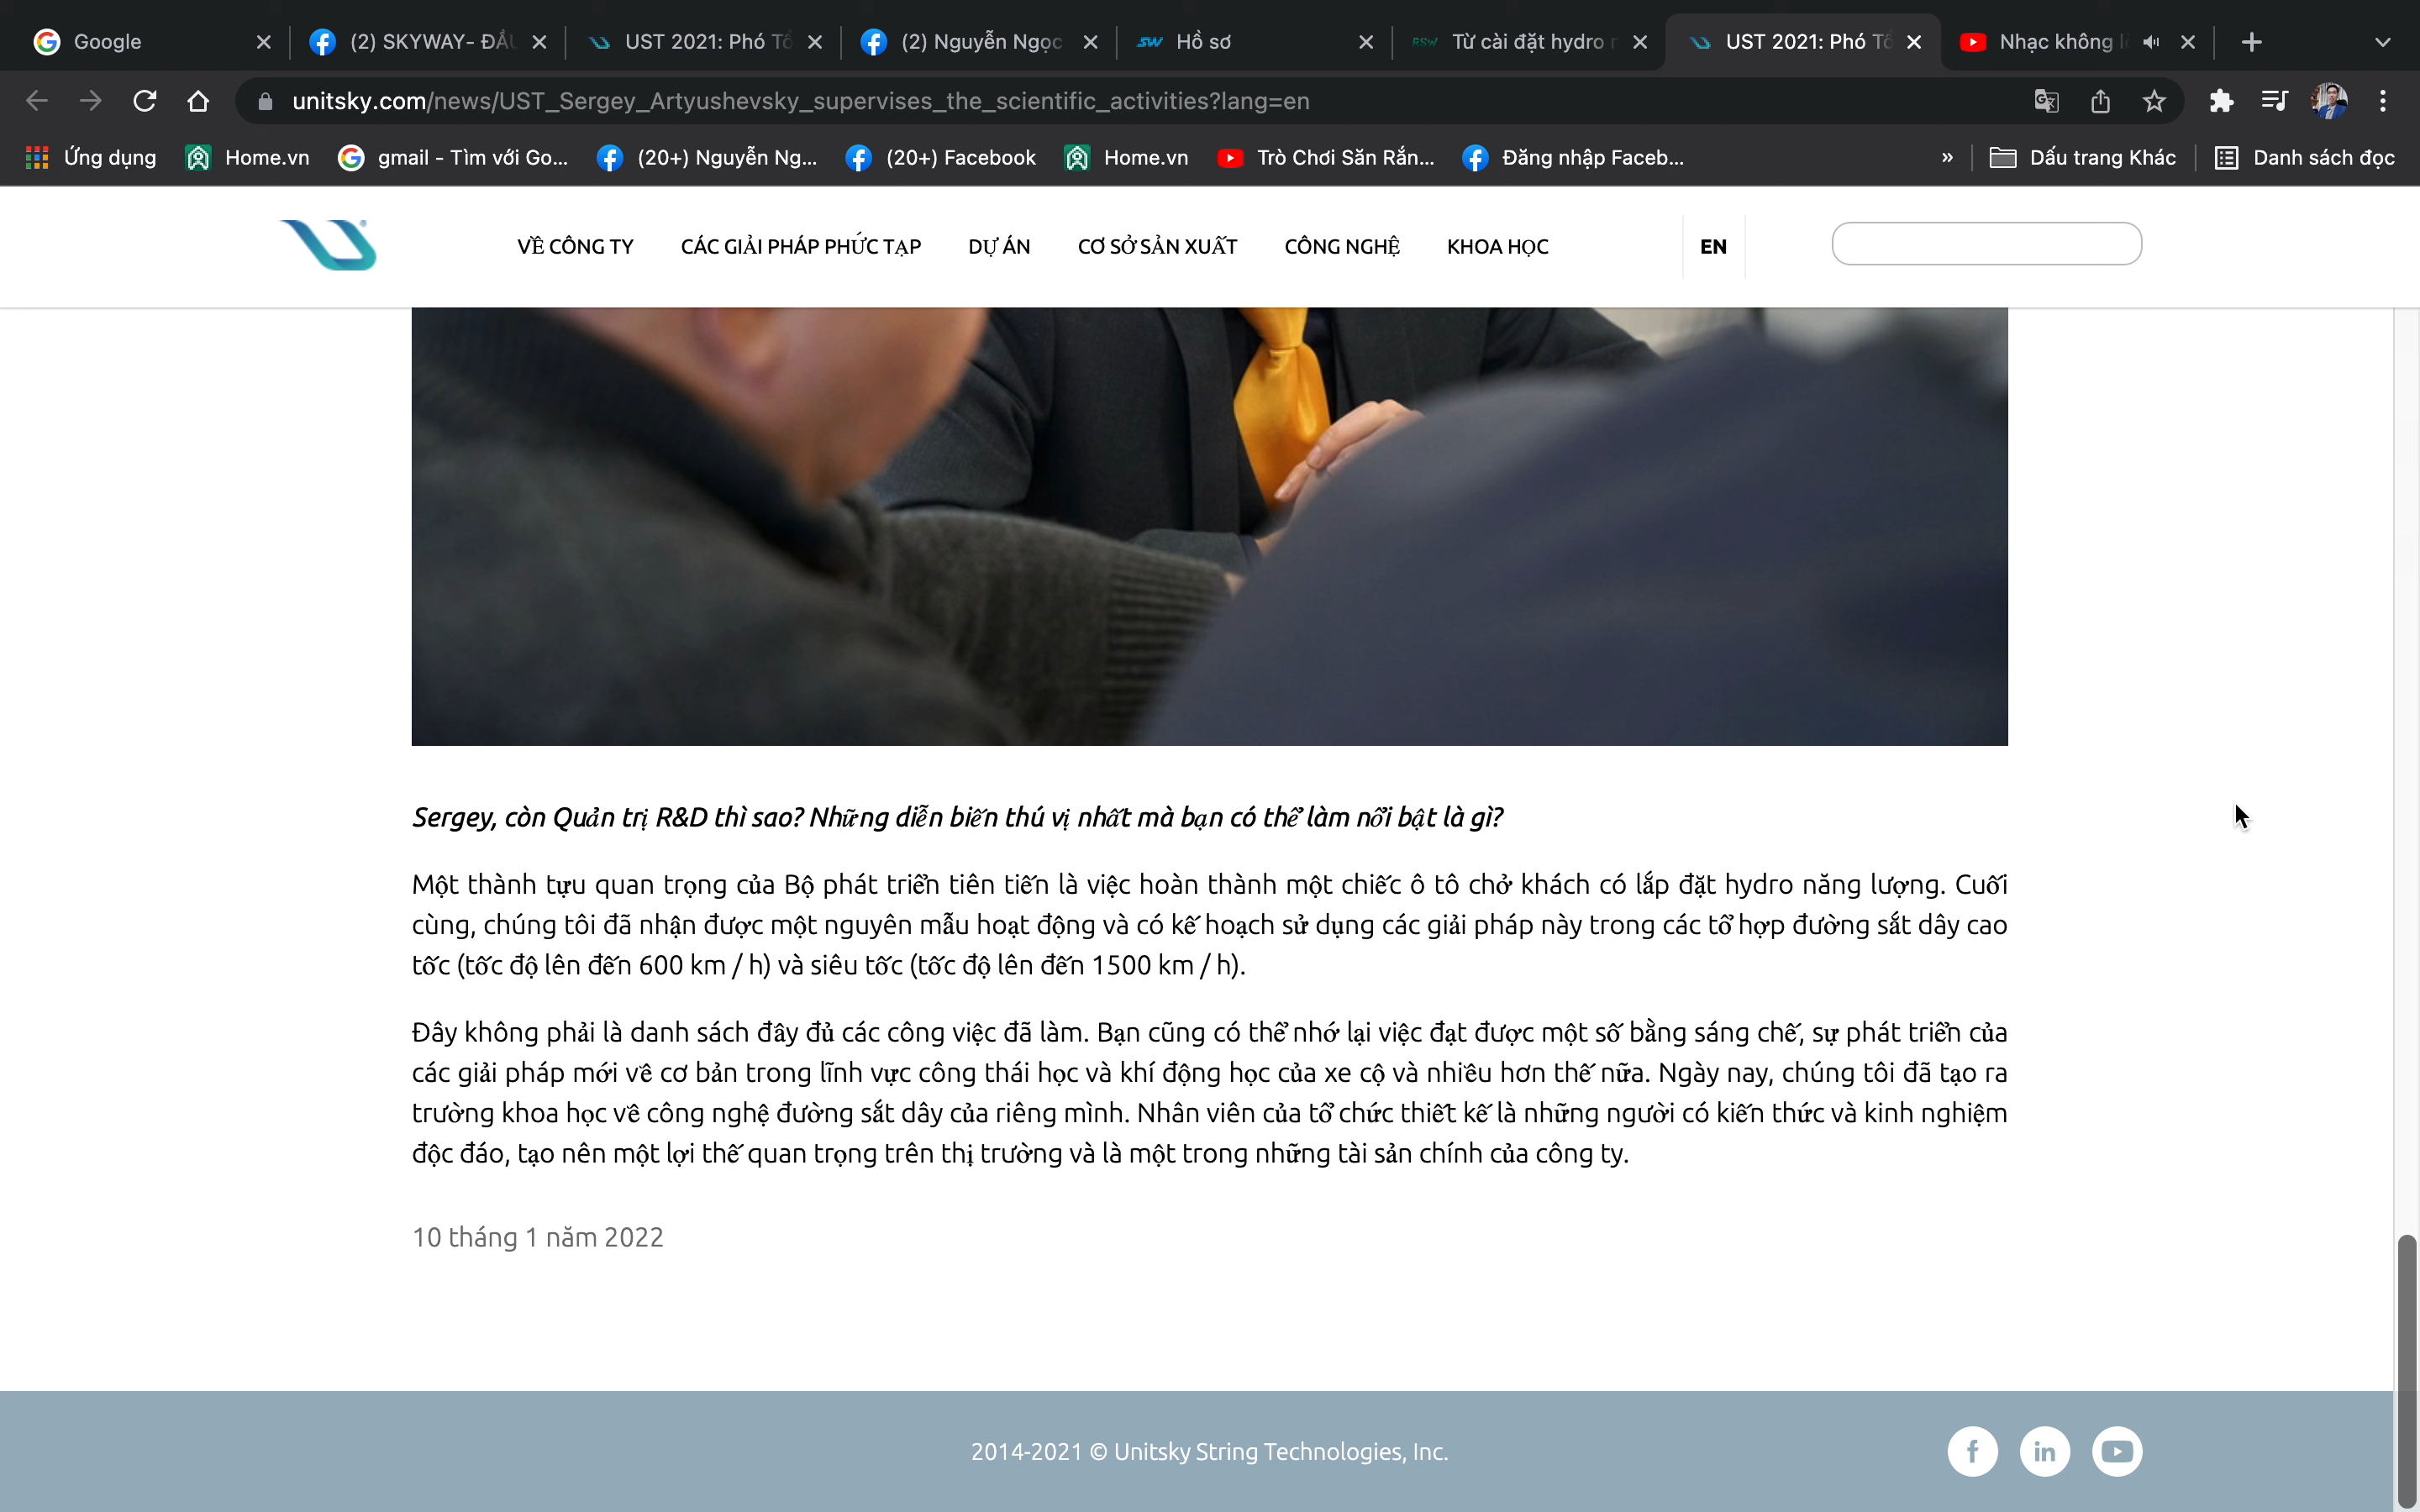 Google
(2) SKYWAY- ĐẦU
UST 2021: Phó Tổ
(2) Nguyễn Ngọc
SW Hồ sơ
RSW Từ cài đặt hydro n
UST 2021: Phó Tổ
Nhạc không l
unitsky.com/news/UST_Sergey_Artyushevsky_supervises_the_scientific_activities?lang=en
Ứng dụng
Home.vn
gmail - Tìm với Go...
(20+) Nguyễn Ng...
(20+) Facebook
Home.vn
Trò Chơi Săn Rắn...
Đăng nhập Faceb...
»
Dấu trang Khác
Danh sách đọc
VỀ CÔNG TY
CÁC GIẢI PHÁP PHỨC TẠP
DỰ ÁN
CƠ SỞ SẢN XUẤT
CÔNG NGHỆ
KHOA HỌC
EN
Sergey, còn Quản trị R&D thì sao? Những diễn biến thú vị nhất mà bạn có thể làm nổi bật là gì?
Một thành tựu quan trọng của Bộ phát triển tiên tiến là việc hoàn thành một chiếc ô tô chở khách có lắp đặt hydro năng lượng. Cuối
cùng, chúng tôi đã nhận được một nguyên mẫu hoạt động và có kế hoạch sử dụng các giải pháp này trong các tổ hợp đường sắt dây cao
tốc (tốc độ lên đến 600 km / h) và siêu tốc (tốc độ lên đến 1500 km / h).
Đây không phải là danh sách đầy đủ các công việc đã làm. Bạn cũng có thể nhớ lại việc đạt được một số bằng sáng chế, sự phát triển của
các giải pháp mới về cơ bản trong lĩnh vực công thái học và khí động học của xe cộ và nhiều hơn thế nữa. Ngày nay, chúng tôi đã tạo ra
trường khoa học về công nghệ đường sắt dây của riêng mình. Nhân viên của tổ chức thiết kế là những người có kiến thức và kinh nghiệm
độc đáo, tạo nên một lợi thế quan trọng trên thị trường và là một trong những tài sản chính của công ty.
10 tháng 1 năm 2022
2014-2021 © Unitsky String Technologies, Inc.